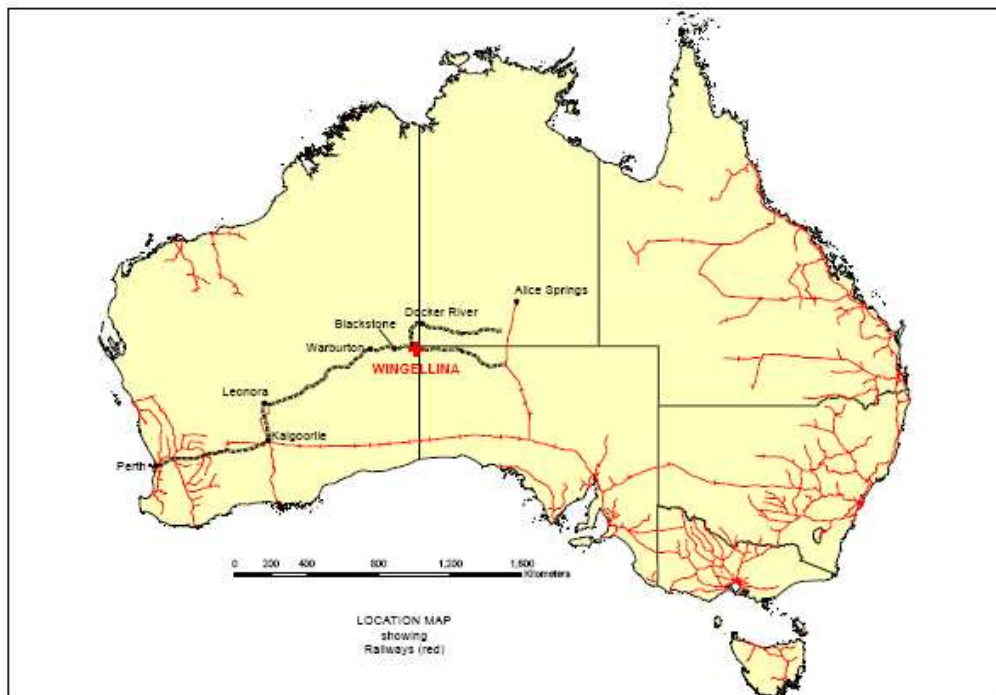 Alice Springs
Docker River
Blackstone
Warburton
WINGELLINA
Leonora
Kalgoorlie
Perth
0 200 400 800 1,200 1,600
Kilometers
LOCATION MAP
showing
Railways (red)